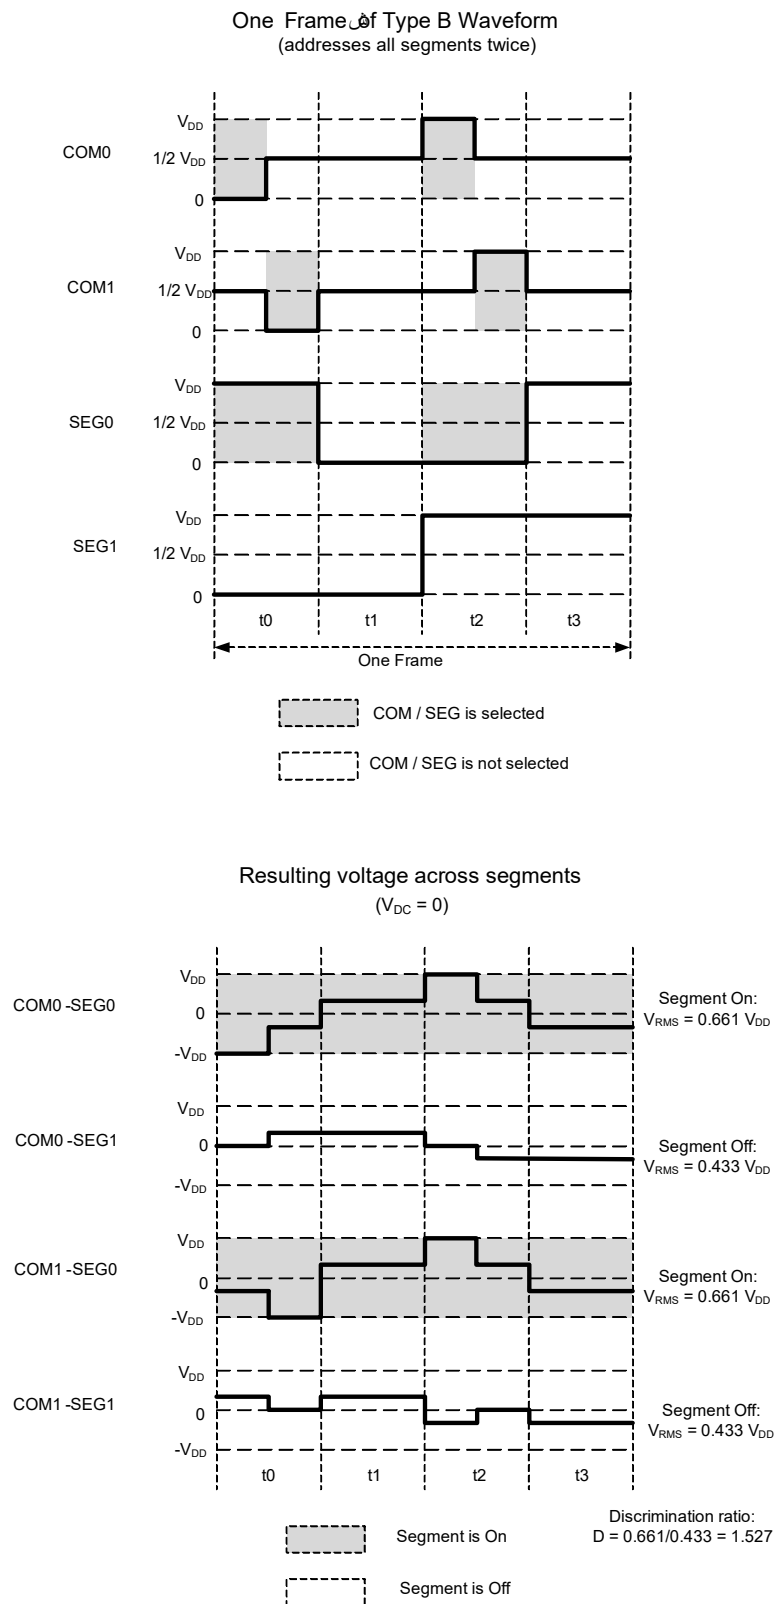 One Frame of Type B Waveform
(addresses all segments twice)
COM0
VDD
1/2 VDD
0
COM1
VDD
1/2 VDD
0
SEG0
VDD
1/2 VDD
0
SEG1
VDD
1/2 VDD
0
t0 t1 t2 t3
One Frame
COM / SEG is selected
COM / SEG is not selected
Resulting voltage across segments
(VDC = 0)
COM0 -SEG0
VDD
0
-VDD
Segment On:
VRMS = 0.661 VDD
COM0 -SEG1
VDD
0
-VDD
Segment Off:
VRMS = 0.433 VDD
COM1 -SEG0
VDD
0
-VDD
Segment On:
VRMS = 0.661 VDD
COM1 -SEG1
VDD
0
-VDD
Segment Off:
VRMS = 0.433 VDD
t0 t1 t2 t3
Segment is On
Segment is Off
Discrimination ratio:
D = 0.661/0.433 = 1.527